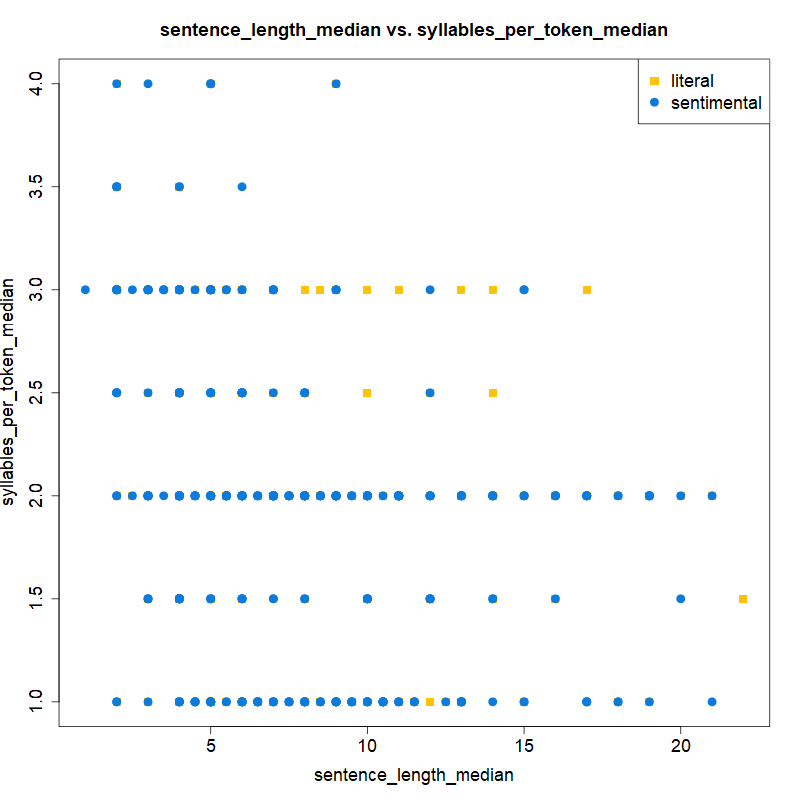 sentence_length_median vs. syllables_per_token_median
literal
sentimental
syllables_per_token_median
4.0
3.5
3.0
2.5
2.0
1.5
1.0
5
10
15
20
sentence_length_median